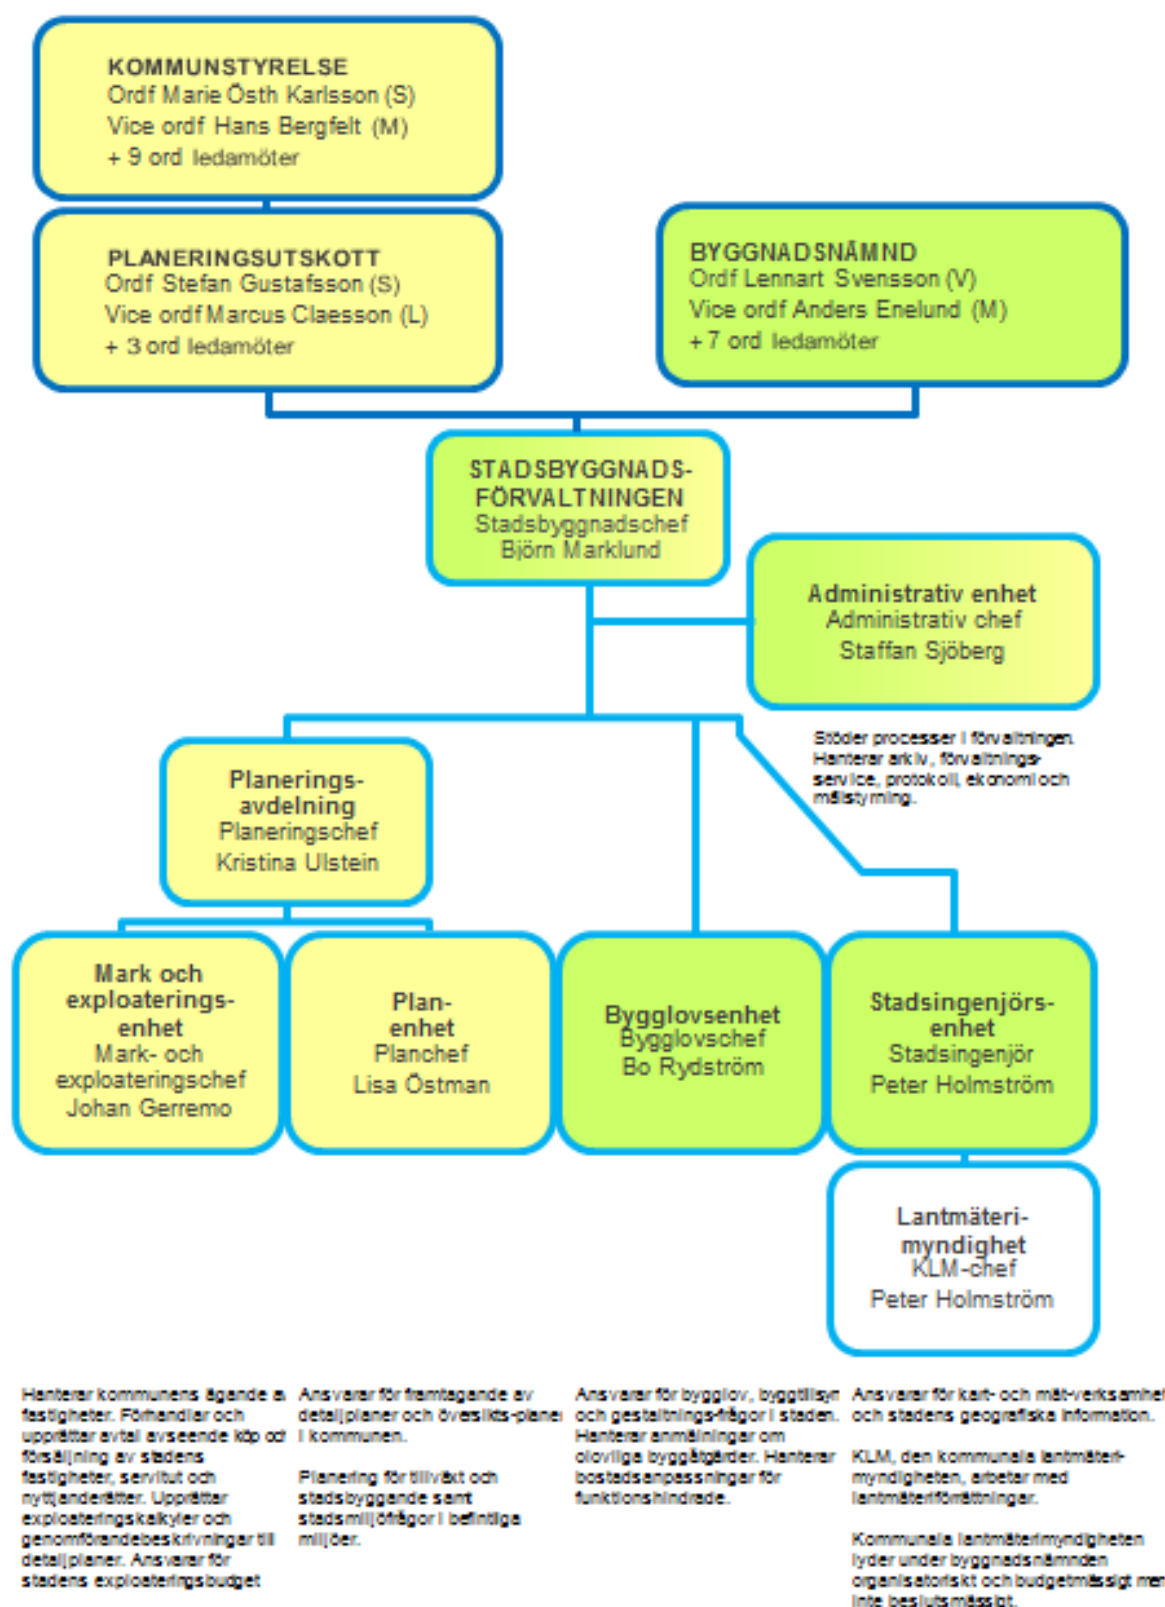 KOMMUNSTYRELSE
Ordf Marie Östh Karlsson (S)
Vice ordf Hans Bergfelt (M)
+ 9 ord ledamöter
PLANERINGSUTSKOTT
Ordf Stefan Gustafsson (S)
Vice ordf Marcus Claesson (L)
+ 3 ord ledamöter
BYGGNADSNÄMND
Ordf Lennart Svensson (V)
Vice ordf Anders Enelund (M)
+ 7 ord ledamöter
STADSBYGGNADS-
FÖRVALTNINGEN
Stadsbyggnadschef
Björn Marklund
Administrativ enhet
Administrativ chef
Staffan Sjöberg
Stöder processer i förvaltningen.
Hanterar arkiv, förvaltnings-
service, protokoll, ekonomi och
målstyrning.
Planerings-
avdelning
Planeringschef
Kristina Ulstein
Mark och
exploaterings-
enhet
Mark- och
exploateringschef
Johan Gerremo
Plan-
enhet
Planchef
Lisa Östman
Bygglovsenhet
Bygglovschef
Bo Rydström
Stadsingenjörs-
enhet
Stadsingenjör
Peter Holmström
Lantmäteri-
myndighet
KLM-chef
Peter Holmström
Hanterar kommunens ägande a
fastigheter. Förhandlar och
upprättar avtal avseende köp och
försäljning av stadens
fastigheter, servitut och
nyttjanderätter. Upprättar
exploateringskalkyler och
genomförandebeskrivningar till
detaljplaner. Ansvarar för
stadens exploateringsbudget
Ansvarar för framtagande av
detaljplaner och översikts-planer
i kommunen.
Planering för tillväxt och
stadsbyggande samt
stadsmiljöfrågor i befintliga
miljöer.
Ansvarar för bygglov, byggtillsyn
och gestaltnings-frågor i staden.
Hanterar anmälningar om
olovliga byggåtgärder. Hanterar
bostadsanpassningar för
funktionshindrade.
Ansvarar för kart- och mät-verksamhet
och stadens geografiska information.
KLM, den kommunala lantmäteri-
myndigheten, arbetar med
lantmäteriförrättningar.
Kommunala lantmäterimyndigheten
lyder under byggnadsnämnden
organisatoriskt och budgetmässigt men
inte beslutsmässigt.